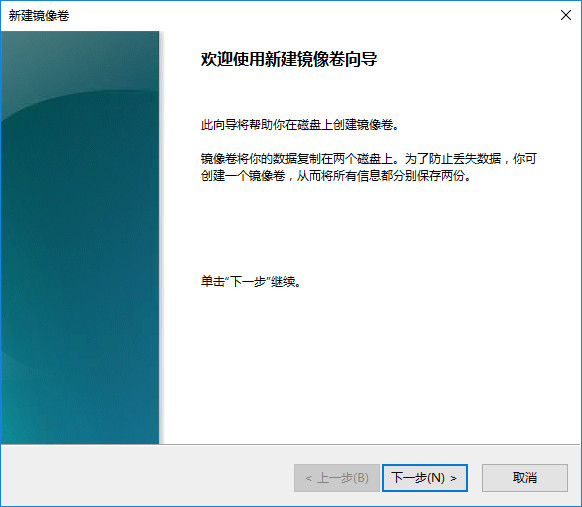 新建镜像卷
欢迎使用新建镜像卷向导
此向导将帮助你在磁盘上创建镜像卷。
镜像卷将你的数据复制在两个磁盘上。为了防止丢失数据，你可
创建一个镜像卷，从而将所有信息都分别保存两份。
单击“下一步”继续。
< 上一步(B) 下一步(N) > 取消